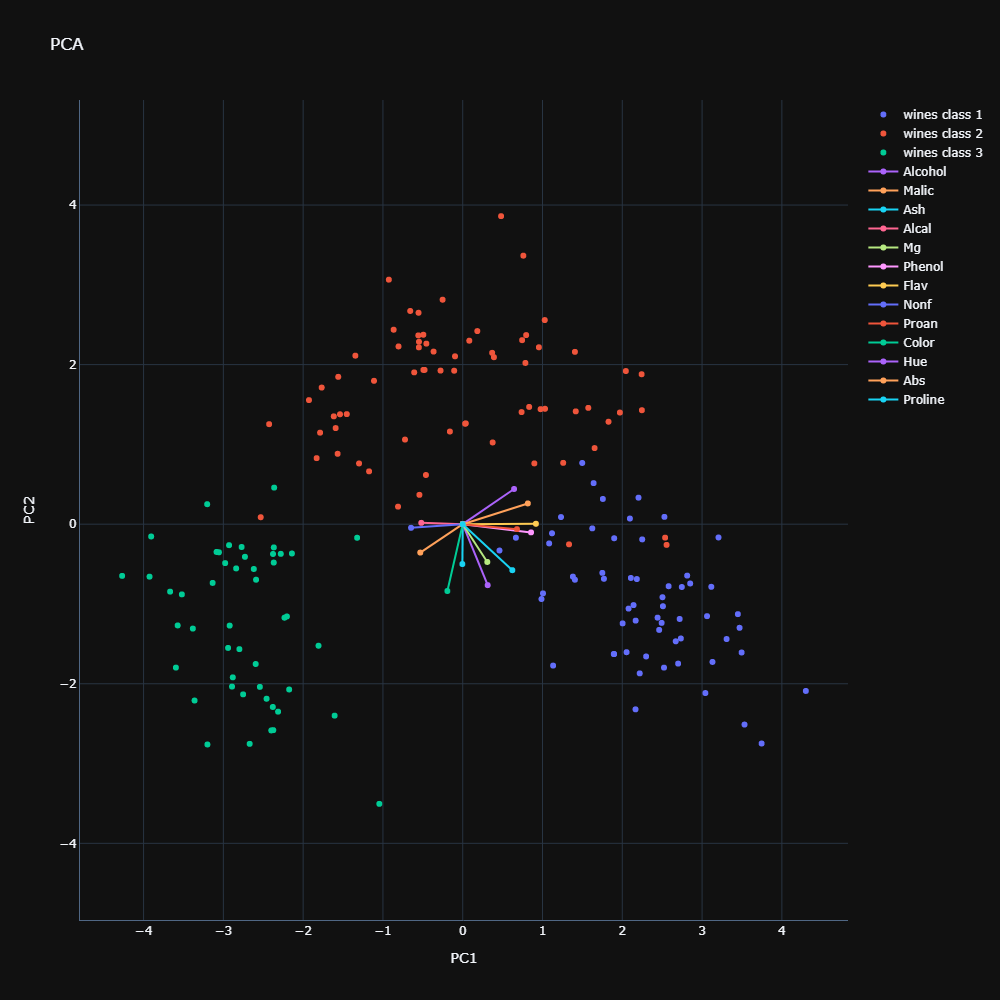 PCA
wines class 1
wines class 2
wines class 3
Alcohol
Malic
Ash
Alcal
Mg
Phenol
Flav
Nonf
Proan
Color
Hue
Abs
Proline
4
2
0
−2
−4
PC2
−4 −3 −2 −1 0 1 2 3 4
PC1